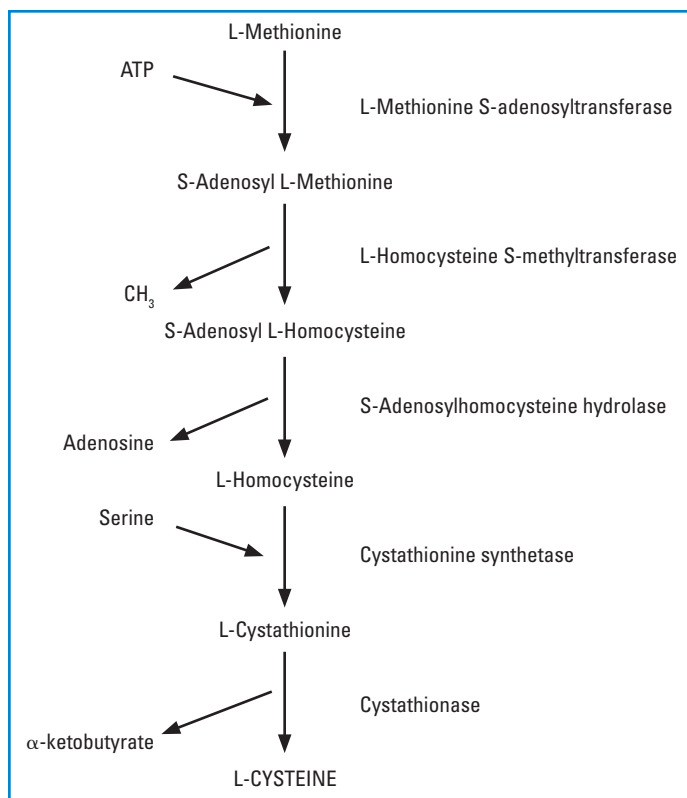 L-Methionine
ATP
L-Methionine S-adenosyltransferase
S-Adenosyl L-Methionine
L-Homocysteine S-methyltransferase
CH₃
S-Adenosyl L-Homocysteine
S-Adenosylhomocysteine hydrolase
Adenosine
L-Homocysteine
Serine
Cystathionine synthetase
L-Cystathionine
Cystathionase
α-ketobutyrate
L-CYSTEINE